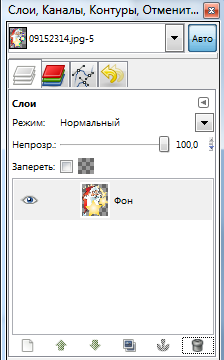 Слои, Каналы, Контуры, Отменит...
09152314.jpg-5
Авто
Слои
Режим: Нормальный
Непрозр.: 100,0
Запереть:
Фон